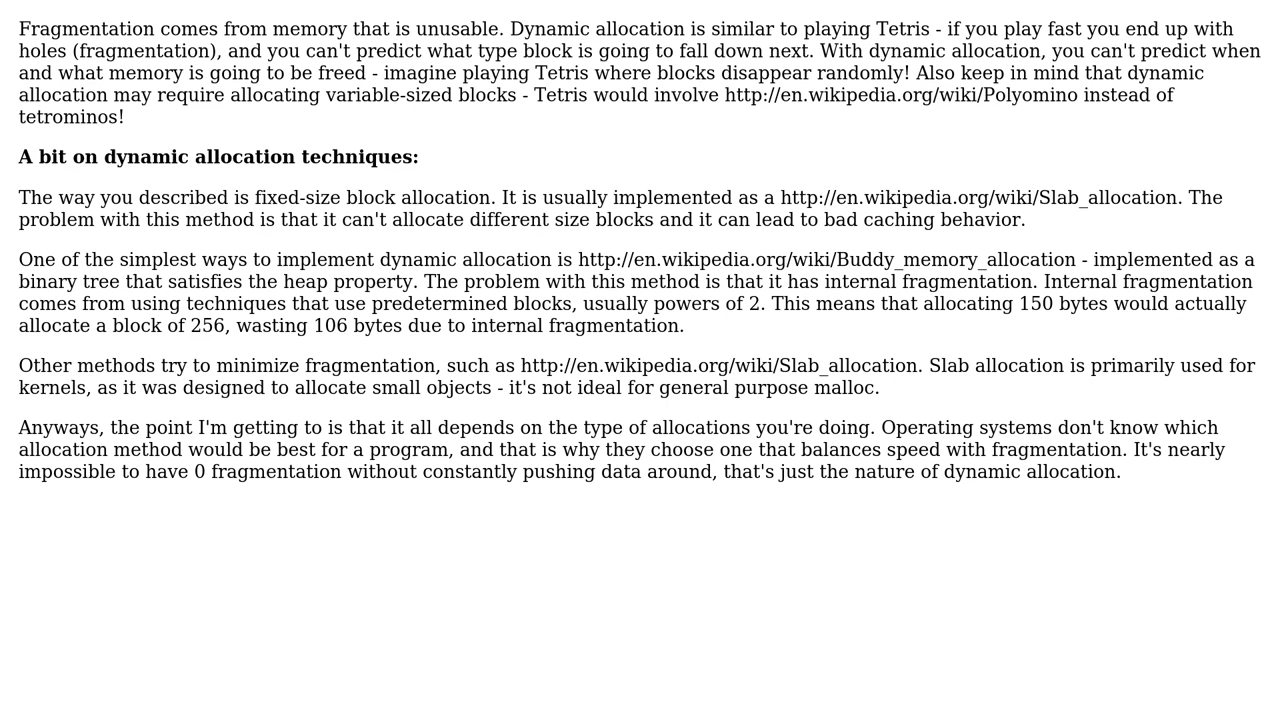 Fragmentation comes from memory that is unusable. Dynamic allocation is similar to playing Tetris - if you play fast you end up with
holes (fragmentation), and you can't predict what type block is going to fall down next. With dynamic allocation, you can't predict when
and what memory is going to be freed - imagine playing Tetris where blocks disappear randomly! Also keep in mind that dynamic
allocation may require allocating variable-sized blocks - Tetris would involve http://en.wikipedia.org/wiki/Polyomino instead of
tetrominos!
A bit on dynamic allocation techniques:
The way you described is fixed-size block allocation. It is usually implemented as a http://en.wikipedia.org/wiki/Slab_allocation. The
problem with this method is that it can't allocate different size blocks and it can lead to bad caching behavior.
One of the simplest ways to implement dynamic allocation is http://en.wikipedia.org/wiki/Buddy_memory_allocation - implemented as a
binary tree that satisfies the heap property. The problem with this method is that it has internal fragmentation. Internal fragmentation
comes from using techniques that use predetermined blocks, usually powers of 2. This means that allocating 150 bytes would actually
allocate a block of 256, wasting 106 bytes due to internal fragmentation.
Other methods try to minimize fragmentation, such as http://en.wikipedia.org/wiki/Slab_allocation. Slab allocation is primarily used for
kernels, as it was designed to allocate small objects - it's not ideal for general purpose malloc.
Anyways, the point I'm getting to is that it all depends on the type of allocations you're doing. Operating systems don't know which
allocation method would be best for a program, and that is why they choose one that balances speed with fragmentation. It's nearly
impossible to have 0 fragmentation without constantly pushing data around, that's just the nature of dynamic allocation.